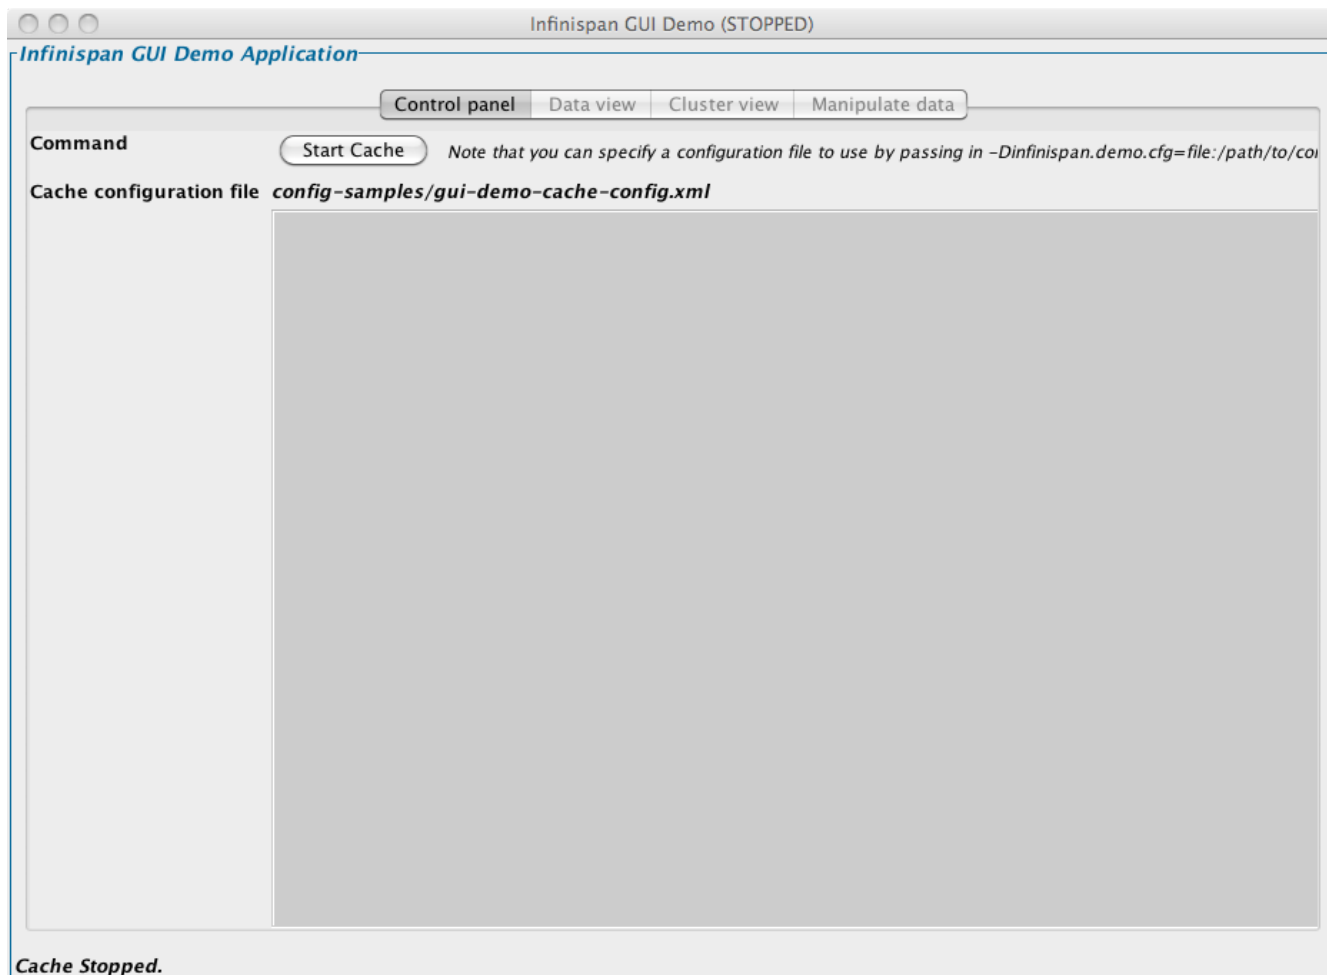 Infinispan GUI Demo (STOPPED)
Infinispan GUI Demo Application
Control panel Data view Cluster view Manipulate data
Command Start Cache Note that you can specify a configuration file to use by passing in -Dinfinispan.demo.cfg=file:/path/to/con
Cache configuration file config-samples/gui-demo-cache-config.xml
Cache Stopped.